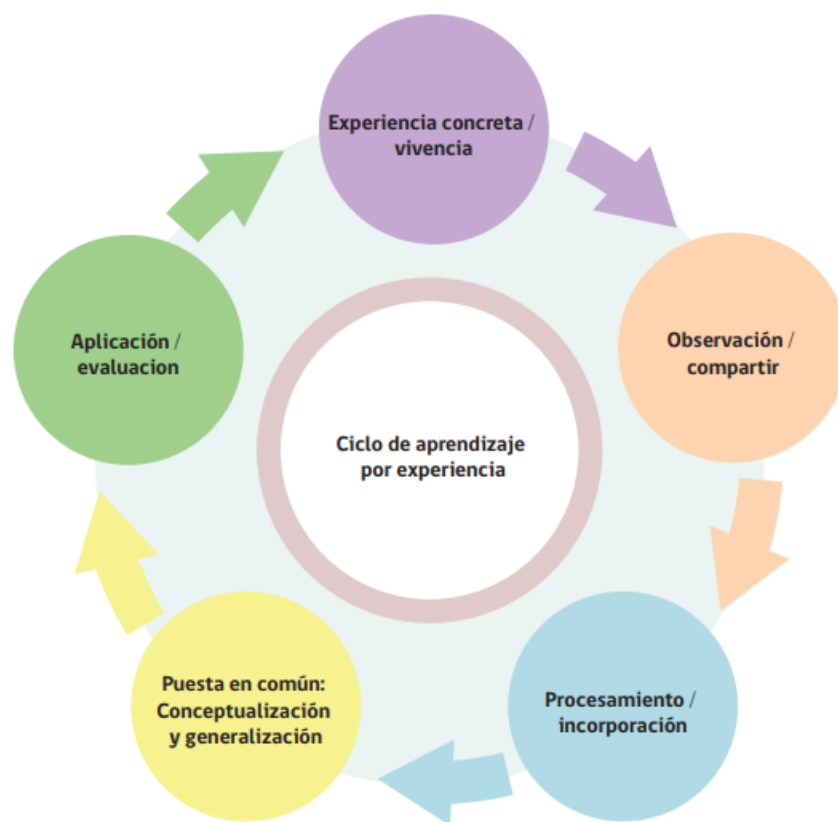 Experiencia concreta /
vivencia
Observación /
compartir
Procesamiento /
incorporación
Puesta en común:
Conceptualización
y generalización
Aplicación /
evaluacion
Ciclo de aprendizaje
por experiencia